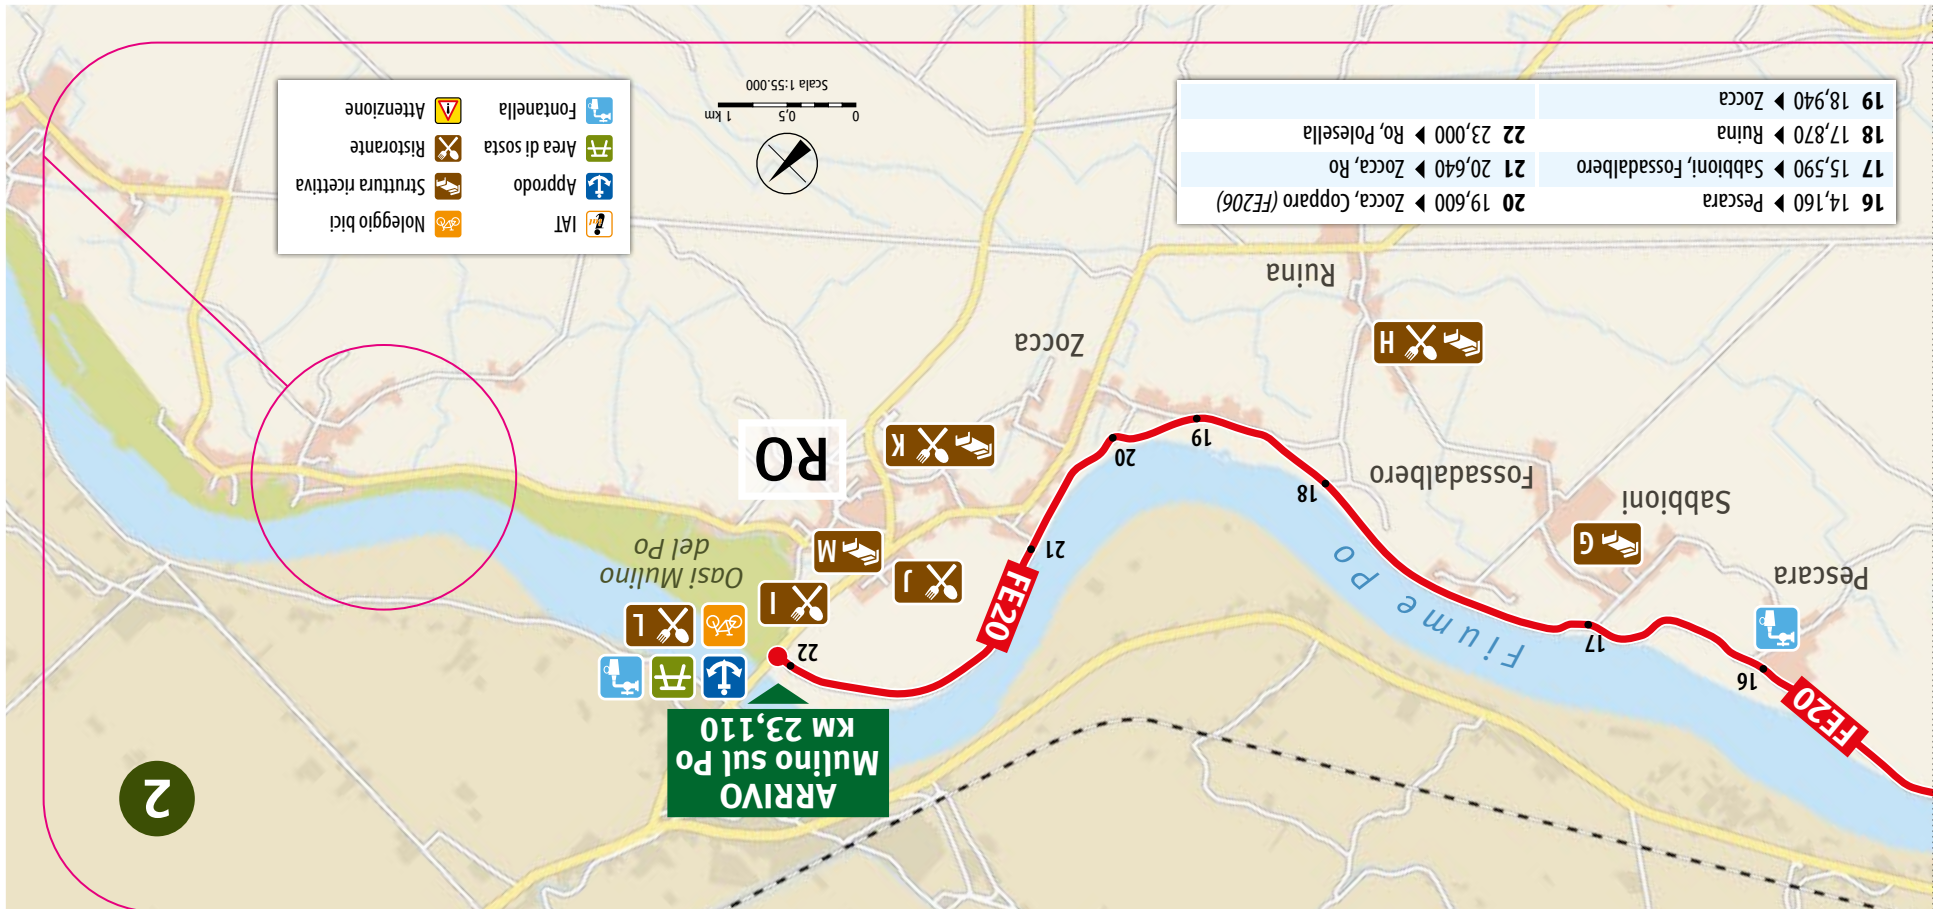 2
ARRIVO
Mulino sul Po
KM 23,110
FE20
16
Pescara
17
G
Sabbioni
Fossadalbero
Fiume Po
18
19
20
21
FE20
22
I
L
J
M
Oasi Mulino
del Po
RO
K
Zocca
H
Ruina
16 14,160 ▶ Pescara
17 15,590 ▶ Sabbioni, Fossadalbero
18 17,870 ▶ Ruina
19 18,940 ▶ Zocca
20 19,600 ▶ Zocca, Copparo (FE206)
21 20,640 ▶ Zocca, Ro
22 23,000 ▶ Ro, Polesella
0 0,5 1 km
Scala 1:55.000
IAT
Approdo
Area di sosta
Fontanella
Noleggio bici
Struttura ricettiva
Ristorante
Attenzione